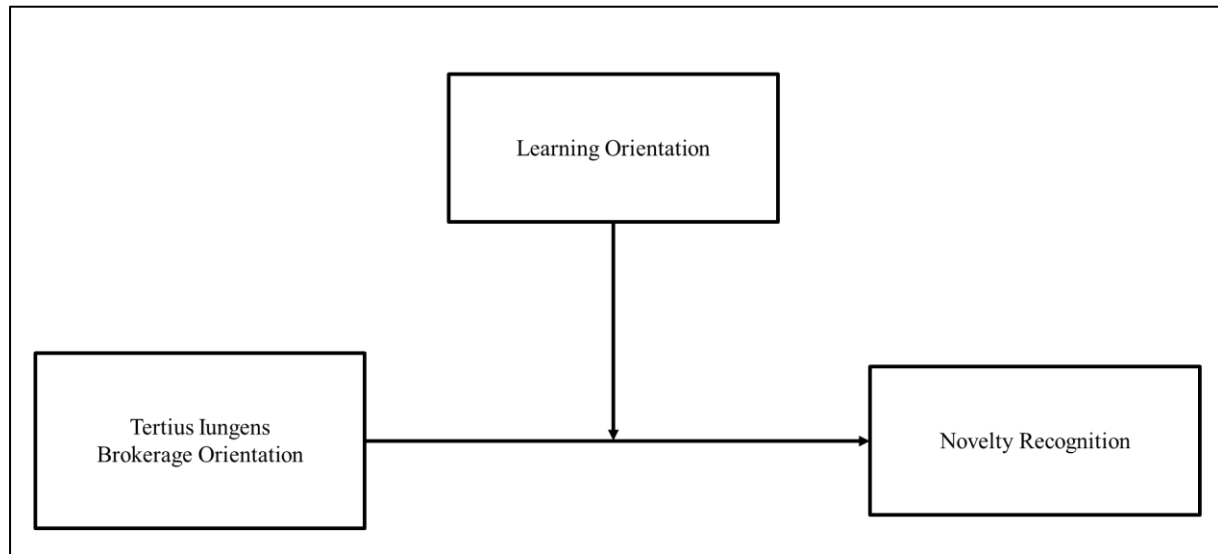 Learning Orientation
Tertius Iungens
Brokerage Orientation
Novelty Recognition